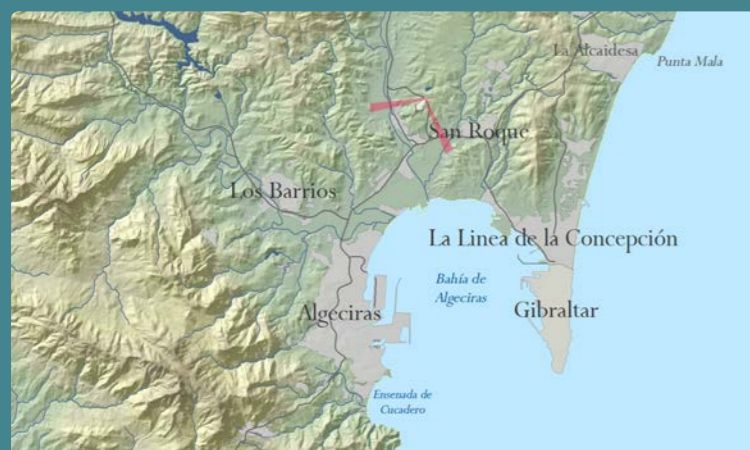 La Alcaidesa
Punta Mala
San Roque
Los Barrios
La Linea de la Concepción
Bahía de
Algeciras
Algeciras
Gibraltar
Ensenada de
Cucadero